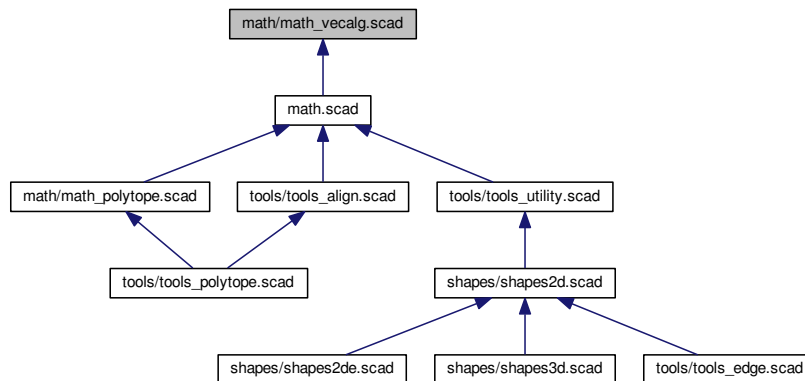 math/math_vecalg.scad
math.scad
math/math_polytope.scad
tools/tools_align.scad
tools/tools_utility.scad
tools/tools_polytope.scad
shapes/shapes2d.scad
shapes/shapes2de.scad
shapes/shapes3d.scad
tools/tools_edge.scad